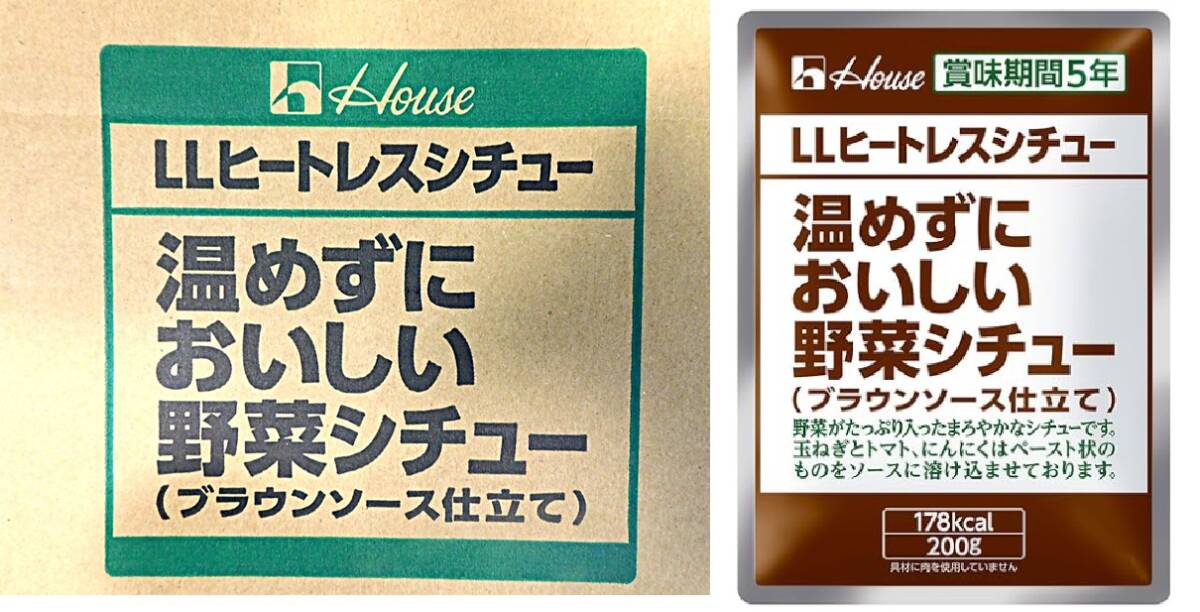 House
LLヒートレスシチュー
温めずに
おいしい
野菜シチュー
(ブラウンソース仕立て)
House 賞味期間5年
LLヒートレスシチュー
温めずに
おいしい
野菜シチュー
(ブラウンソース仕立て)
野菜がたっぷり入ったまろやかなシチューです。
玉ねぎとトマト、にんにくはペースト状の
ものをソースに溶け込ませております。
178kcal
200g
具材に肉を使用していません